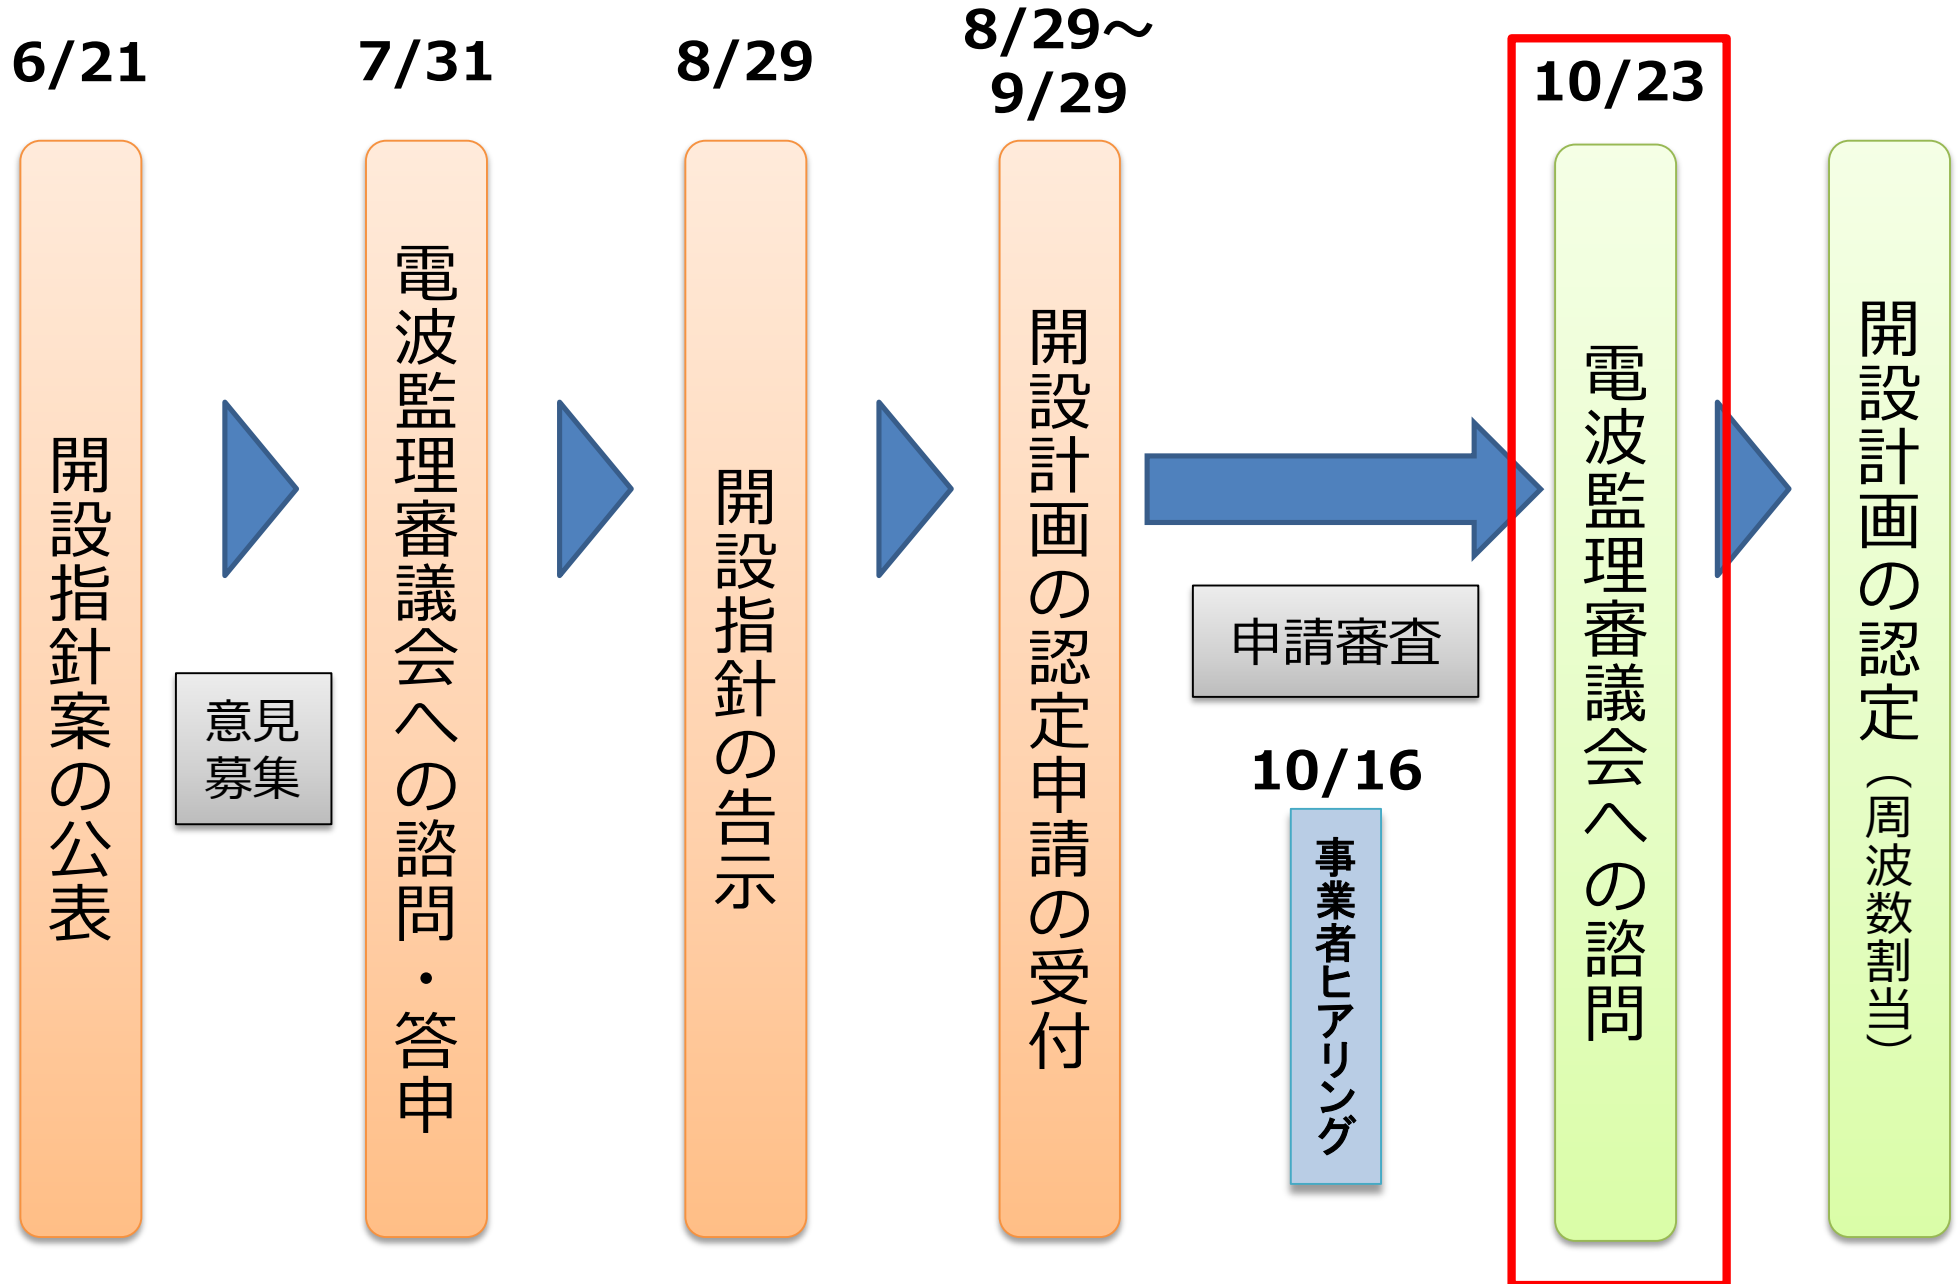 6/21
開設指針案の公表
意見
募集
7/31
電波監理審議会への諮問・答申
8/29
開設指針の告示
8/29～
9/29
開設計画の認定申請の受付
申請審査
10/16
事業者ヒアリング
10/23
電波監理審議会への諮問
開設計画の認定（周波数割当）